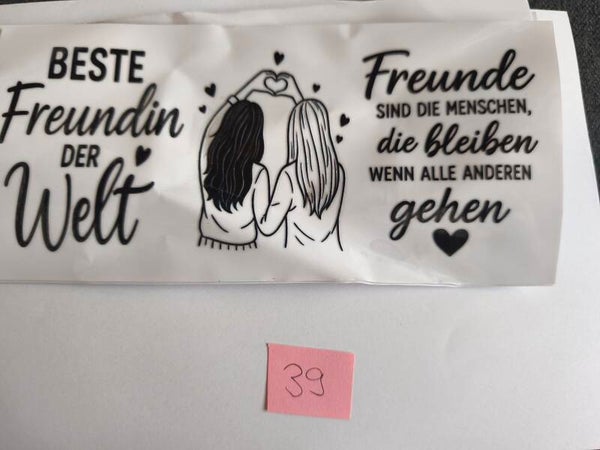 BESTE
Freundin
DER
Welt
Freunde
SIND DIE MENSCHEN,
die bleiben
WENN ALLE ANDEREN
gehen
39